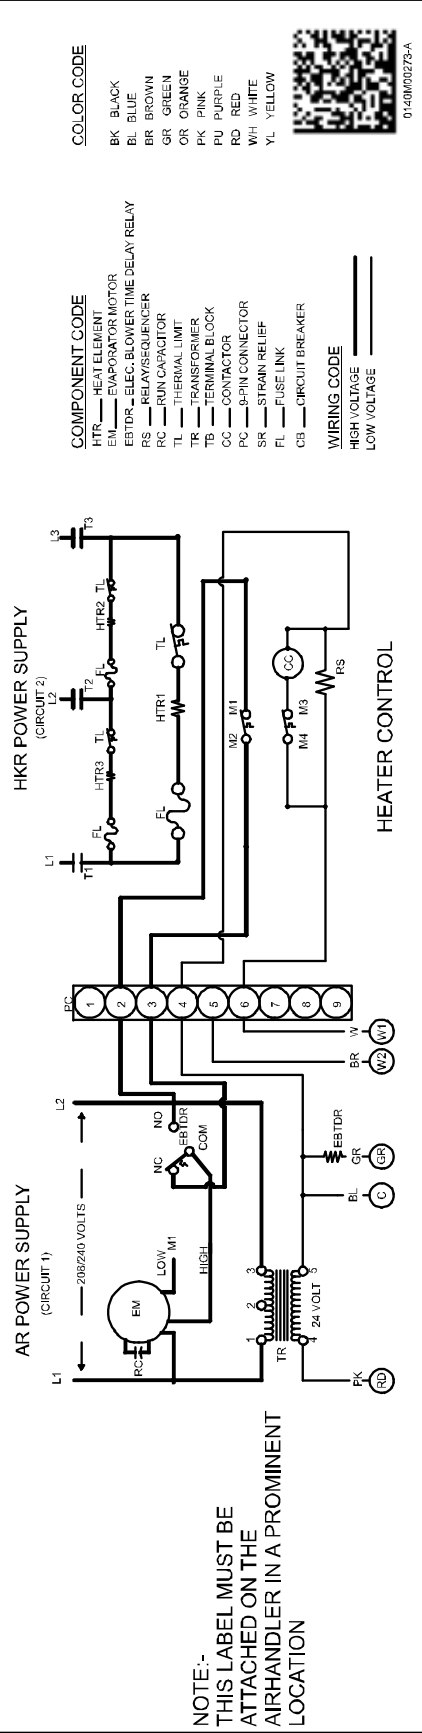 NOTE:-
THIS LABEL MUST BE
ATTACHED ON THE
AIRHANDLER IN A PROMINENT
LOCATION
AR POWER SUPPLY
(CIRCUIT 1)
L1
L2
208/240 VOLTS
EM
RC
LOW
M1
HIGH
NC
NO
EBTDR
COM
1
2
3
TR
4
5
24 VOLT
PK
RD
BL
C
GR
GR
EBTDR
BR
W2
W
W1
PC
1
2
3
4
5
6
7
8
9
HKR POWER SUPPLY
(CIRCUIT 2)
L1
L2
L3
T1
T2
T3
FL
HTR3
TL
FL
HTR2
TL
FL
HTR1
TL
M2
M1
M4
M3
CC
RS
HEATER CONTROL
COMPONENT CODE
HTR HEAT ELEMENT
EM EVAPORATOR MOTOR
EBTDR ELEC. BLOWER TIME DELAY RELAY
RS RELAY/SEQUENCER
RC RUN CAPACITOR
TL THERMAL LIMIT
TR TRANSFORMER
TB TERMINAL BLOCK
CC CONTACTOR
PC 9-PIN CONNECTOR
SR STRAIN RELIEF
FL FUSE LINK
CB CIRCUIT BREAKER
WIRING CODE
HIGH VOLTAGE
LOW VOLTAGE
COLOR CODE
BK BLACK
BL BLUE
BR BROWN
GR GREEN
OR ORANGE
PK PINK
PU PURPLE
RD RED
WH WHITE
YL YELLOW
0140M00273-A